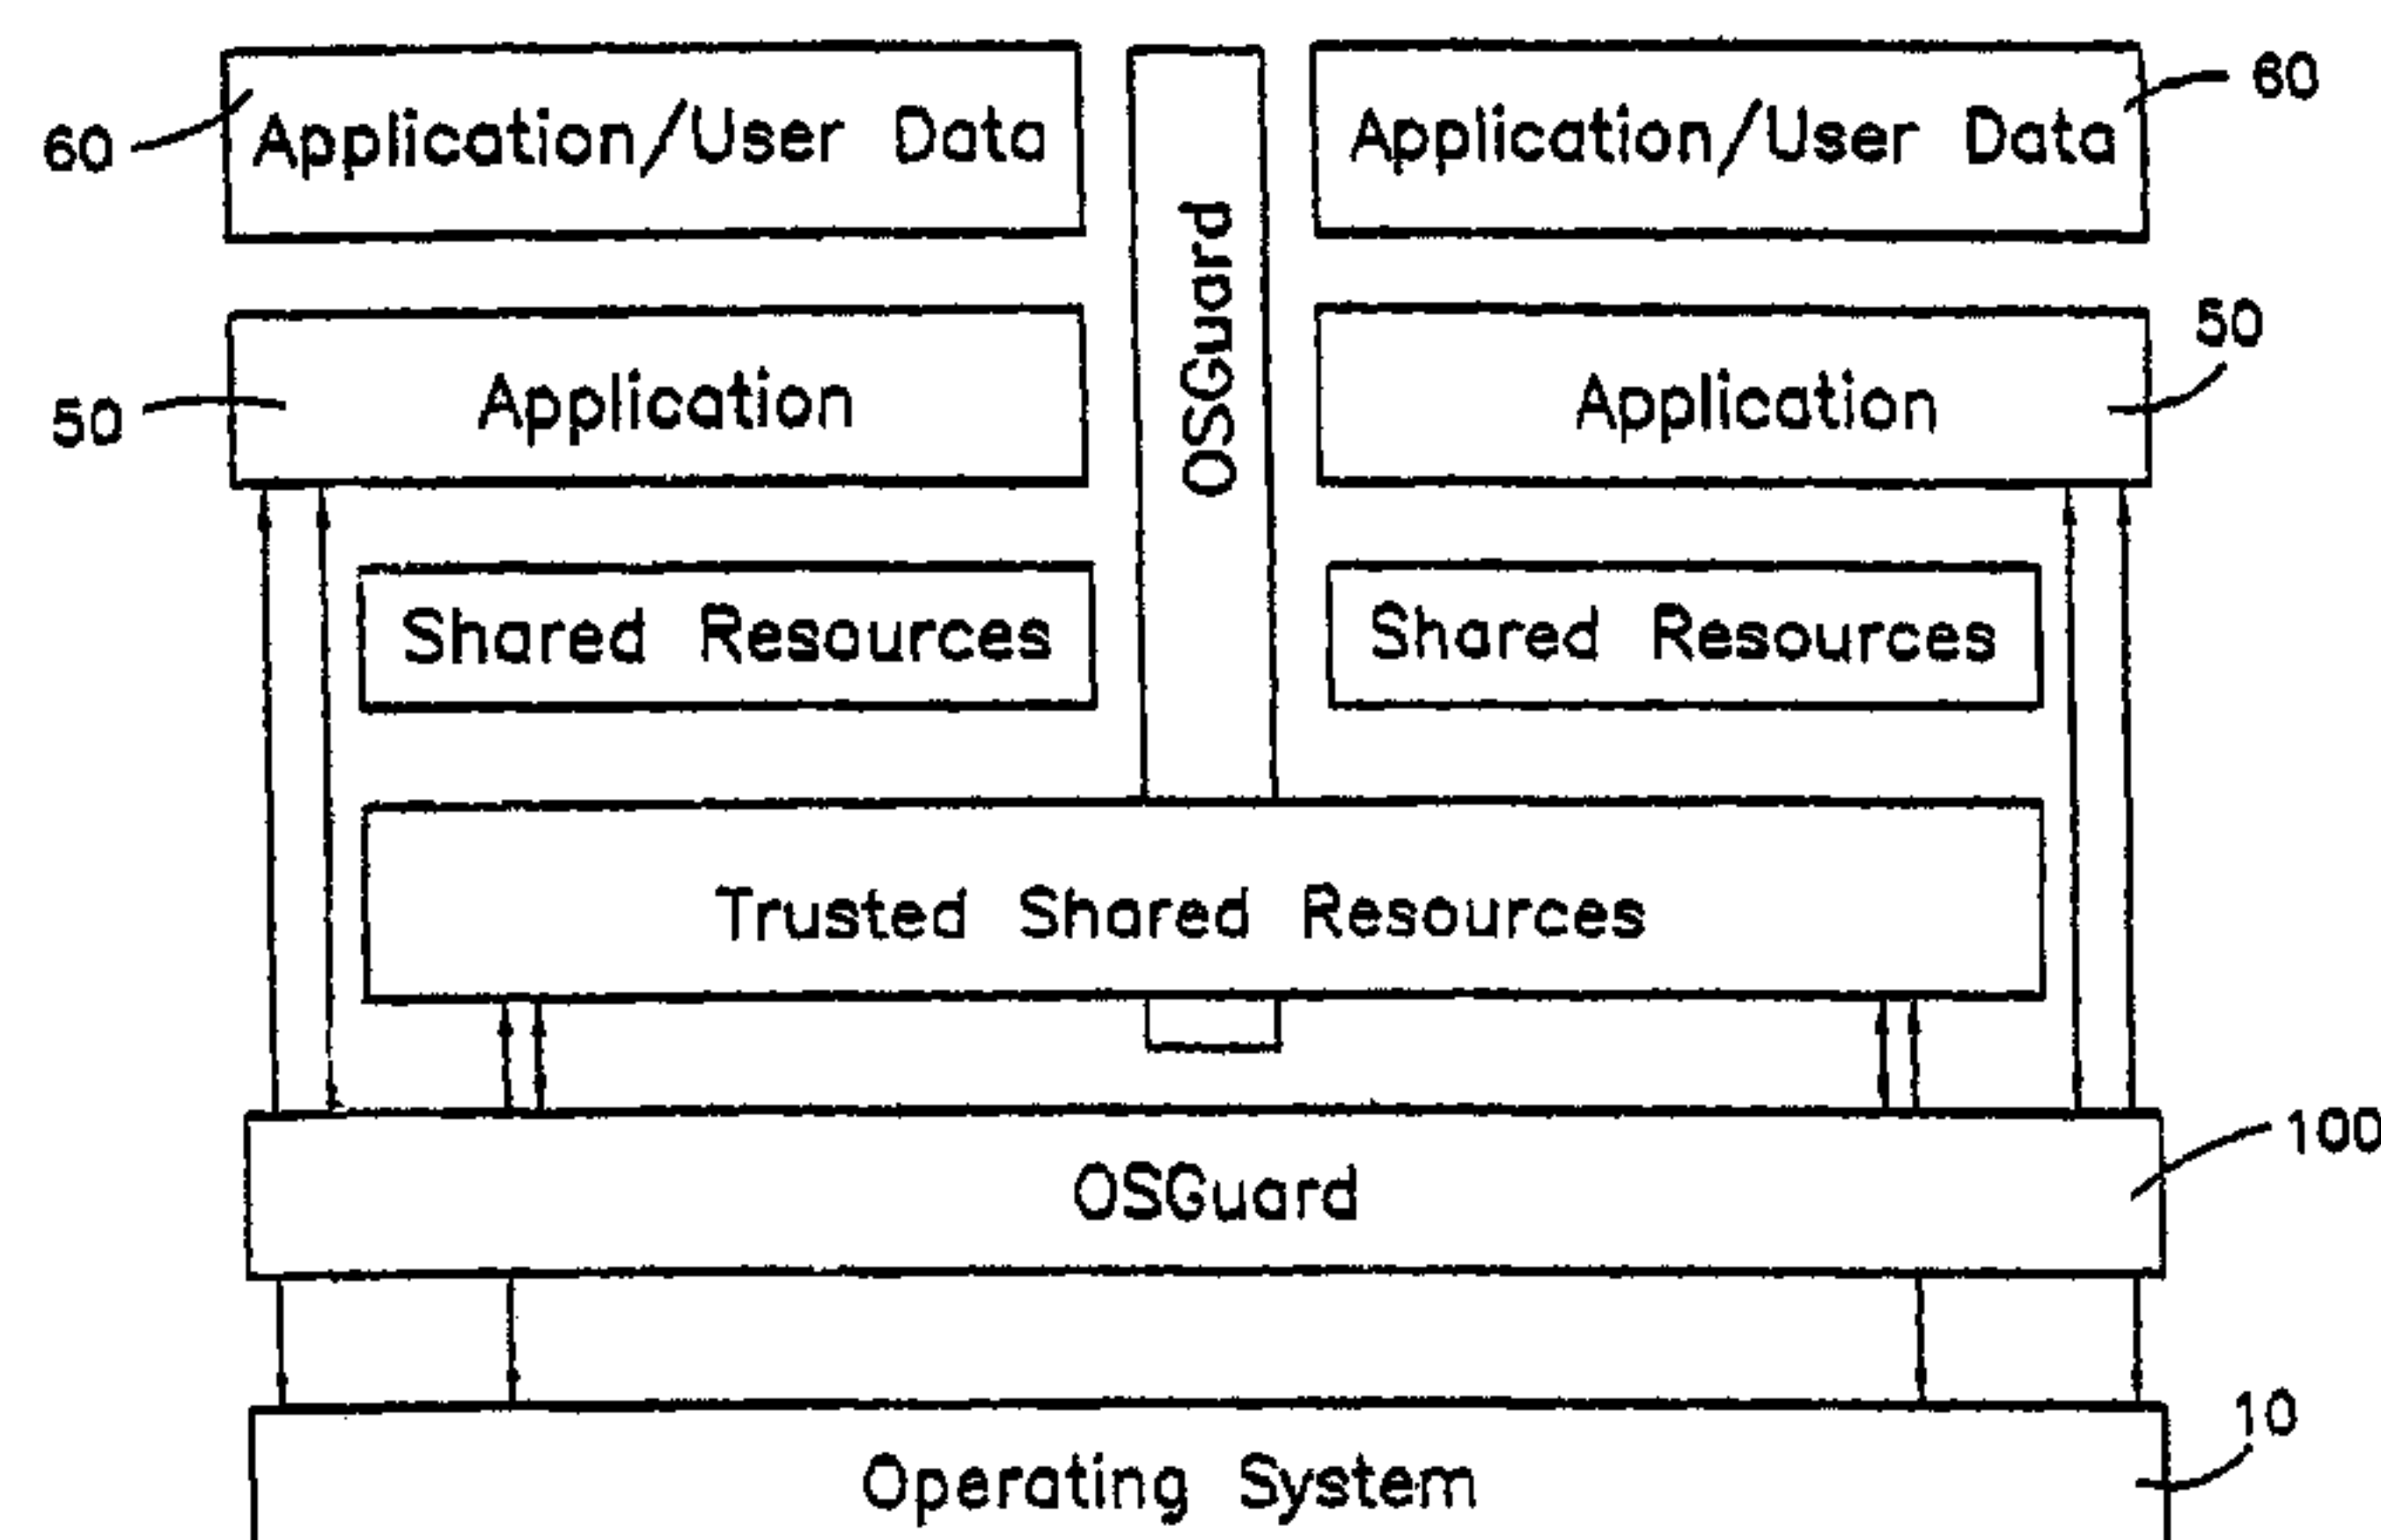 60
Application/User Data
Application/User Data
60
OSGuard
50
Application
Application
50
Shared Resources
Shared Resources
Trusted Shared Resources
OSGuard
100
Operating System
10